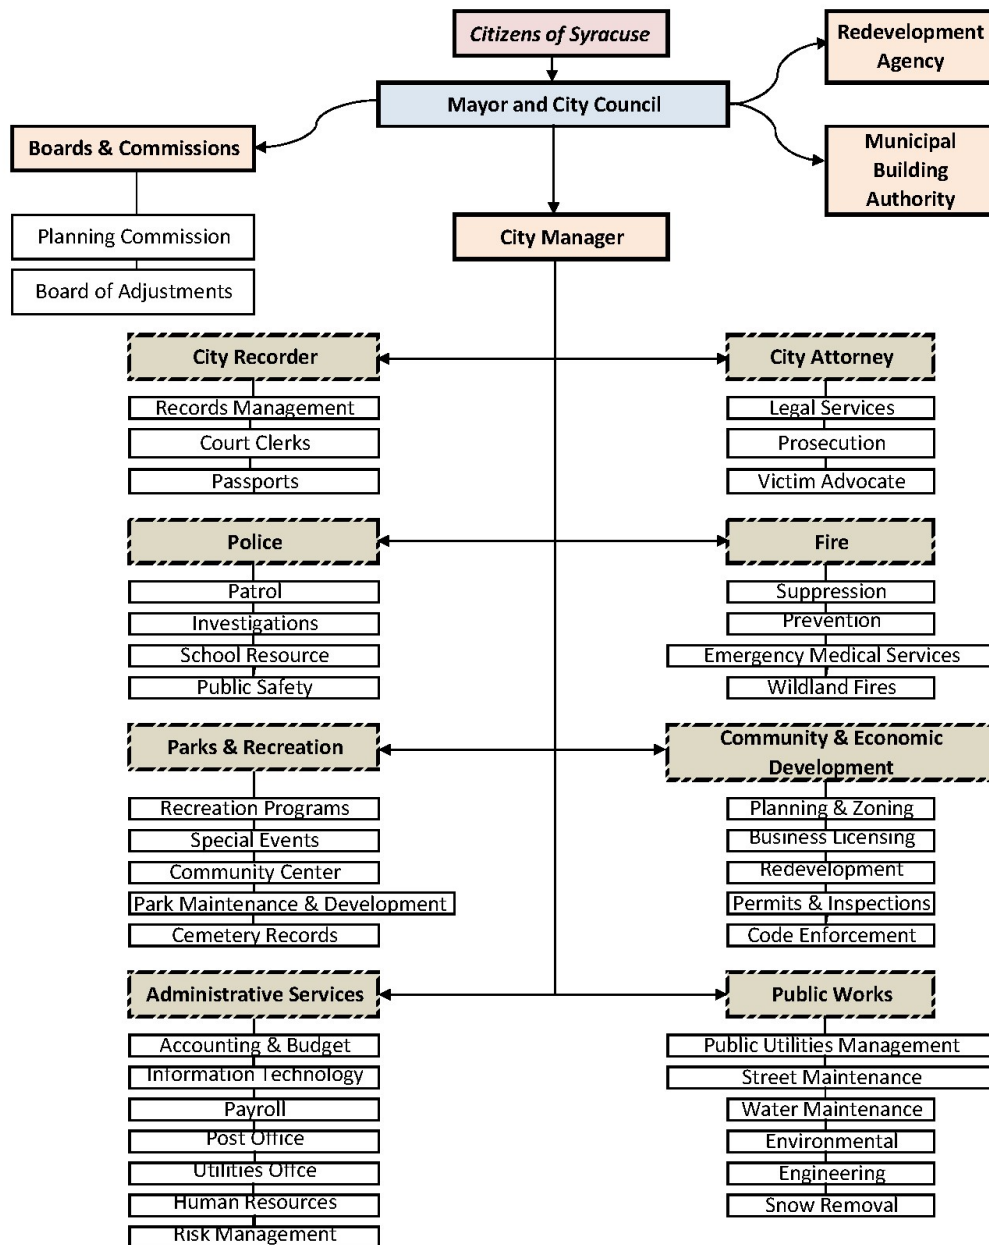 Citizens of Syracuse
Mayor and City Council
Redevelopment
Agency
Boards & Commissions
Municipal
Building
Authority
Planning Commission
City Manager
Board of Adjustments
City Recorder
Records Management
Court Clerks
Passports
City Attorney
Legal Services
Prosecution
Victim Advocate
Police
Patrol
Investigations
School Resource
Public Safety
Fire
Suppression
Prevention
Emergency Medical Services
Wildland Fires
Parks & Recreation
Recreation Programs
Special Events
Community Center
Park Maintenance & Development
Cemetery Records
Community & Economic
Development
Planning & Zoning
Business Licensing
Redevelopment
Permits & Inspections
Code Enforcement
Administrative Services
Accounting & Budget
Information Technology
Payroll
Post Office
Utilities Offce
Human Resources
Risk Management
Public Works
Public Utilities Management
Street Maintenance
Water Maintenance
Environmental
Engineering
Snow Removal